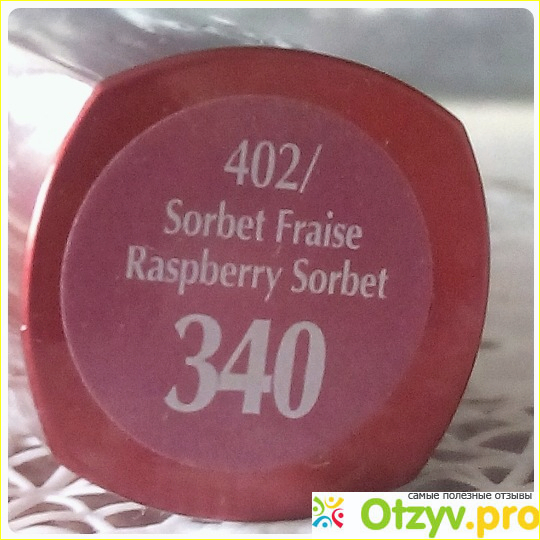 402/
Sorbet Fraise
Raspberry Sorbet
340
самые полезные отзывы
Otzyv.pro